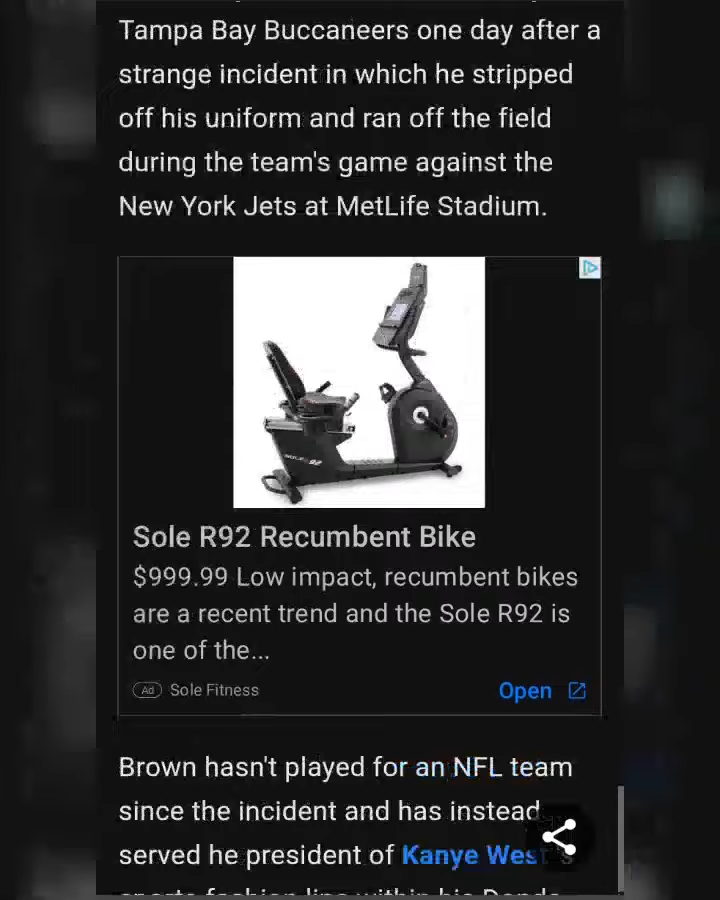 Tampa Bay Buccaneers one day after a
strange incident in which he stripped
off his uniform and ran off the field
during the team's game against the
New York Jets at MetLife Stadium.
Sole R92 Recumbent Bike
$999.99 Low impact, recumbent bikes
are a recent trend and the Sole R92 is
one of the...
Ad Sole Fitness
Open
Brown hasn't played for an NFL team
since the incident and has instead
served he president of Kanye West's